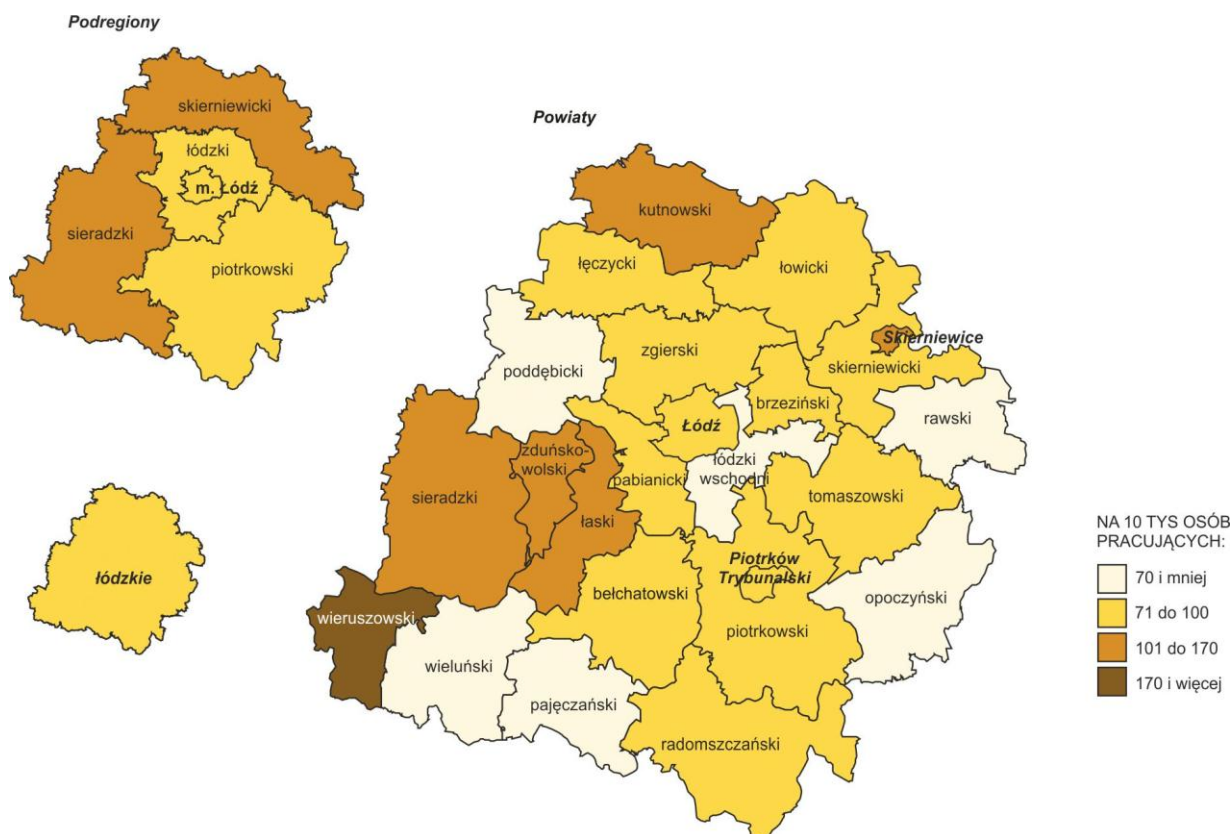 Podregiony
skierniewicki
łódzki
m. Łódź
sieradzki
piotrkowski
łódzkie
Powiaty
kutnowski
łęczycki
łowicki
Skierniewice
zgierski
skierniewicki
poddębicki
brzeziński
rawski
Łódź
zduńsko-
wolski
łódzki
wschodni
pabianicki
sieradzki
tomaszowski
łaski
Piotrków
Trybunalski
bełchatowski
opoczyński
wieruszowski
piotrkowski
wieluński
pajęczański
radomszczański
NA 10 TYS OSÓB
PRACUJĄCYCH:
70 i mniej
71 do 100
101 do 170
170 i więcej